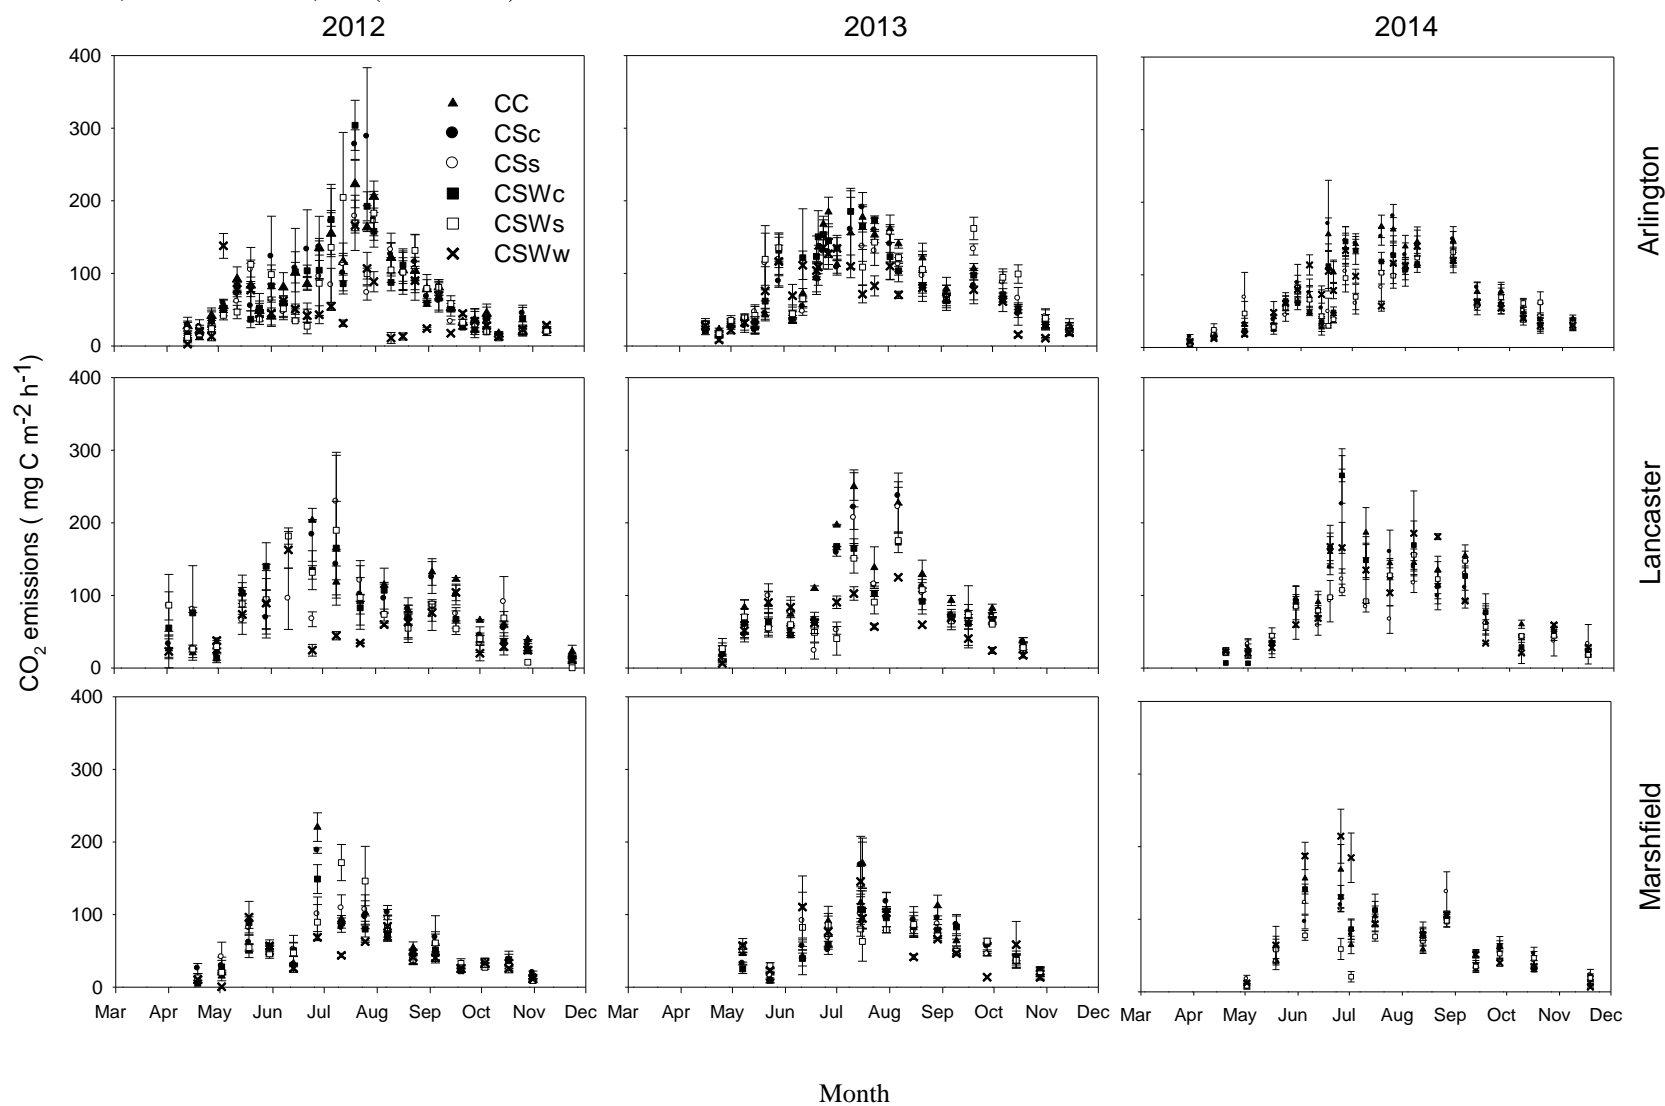 2012 2013 2014
400
300
200
100
0
CC
CSc
CSs
CSWc
CSWs
CSWw
Arlington
400
300
200
100
0
Lancaster
CO2 emissions ( mg C m-2 h-1)
400
300
200
100
0
Marshfield
Mar Apr May Jun Jul Aug Sep Oct Nov Dec Mar Apr May Jun Jul Aug Sep Oct Nov Dec Mar Apr May Jun Jul Aug Sep Oct Nov Dec
Month